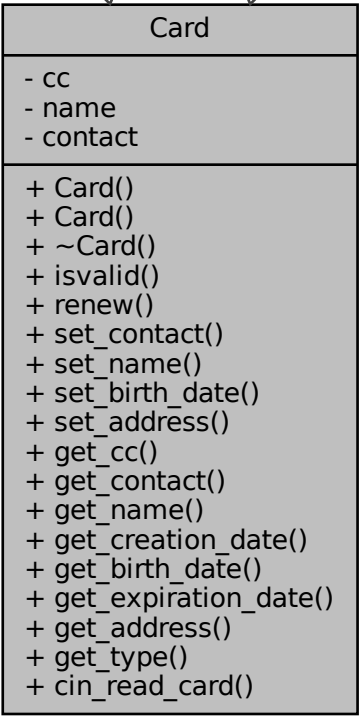 Card
- cc
- name
- contact
+ Card()
+ Card()
+ ~Card()
+ isvalid()
+ renew()
+ set_contact()
+ set_name()
+ set_birth_date()
+ set_address()
+ get_cc()
+ get_contact()
+ get_name()
+ get_creation_date()
+ get_birth_date()
+ get_expiration_date()
+ get_address()
+ get_type()
+ cin_read_card()